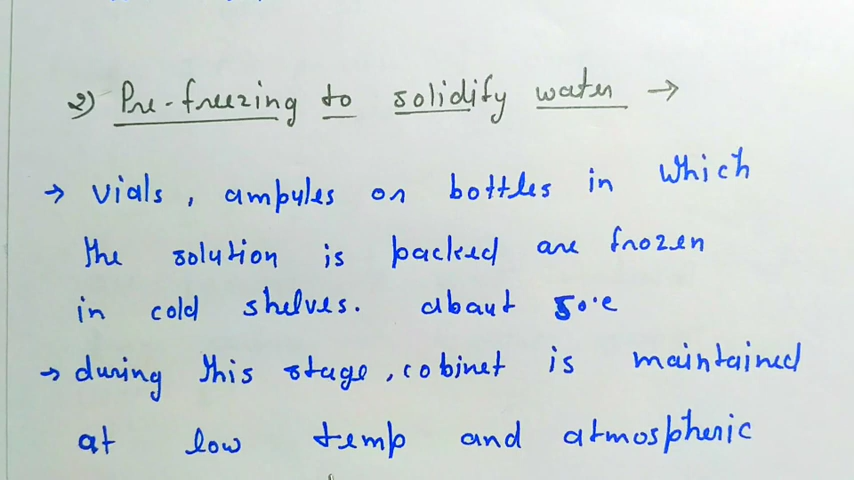 2) Pre-freezing to solidify water →
→ vials, ampules or bottles in which
the solution is packed are frozen
in cold shelves. about 50°c
→ during this stage, cabinet is maintained
at low temp and atmospheric